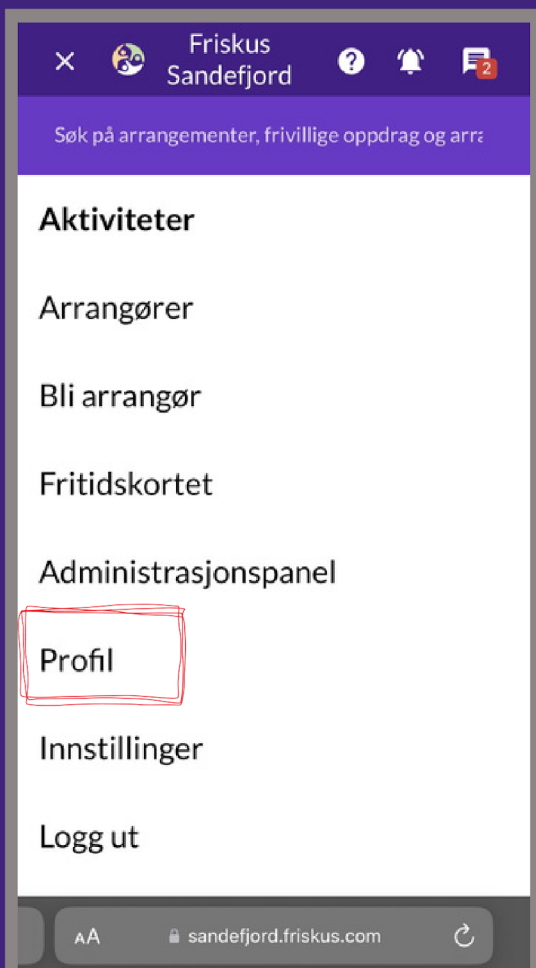 Friskus
Sandefjord
2
Søk på arrangementer, frivillige oppdrag og arra
Aktiviteter
Arrangører
Bli arrangør
Fritidskortet
Administrasjonspanel
Profil
Innstillinger
Logg ut
AA sandefjord.friskus.com